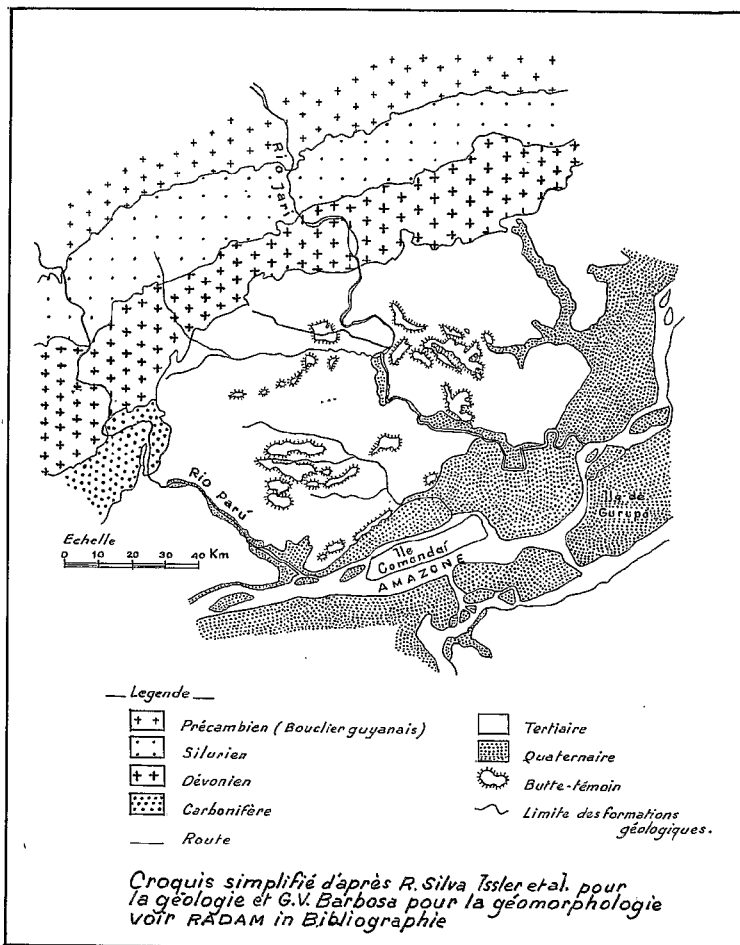 Rio Jari
Rio Parú
Echelle
0 10 20 30 40 Km
Ile
Comandaí
AMAZONE
Ile de
Gurupá
Legende
Précambien (Bouclier guyanais)
Silurien
Dévonien
Carbonifère
Route
Tertiaire
Quaternaire
Butte-témoin
Limite des formations
géologiques.
Croquis simplifié d'après R. Silva Issler et al. pour
la géologie et G.V. Barbosa pour la géomorphologie
voir RADAM in Bibliographie